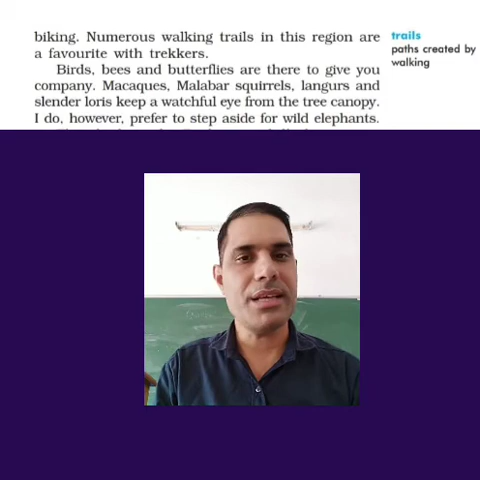 biking. Numerous walking trails in this region are
a favourite with trekkers.
Birds, bees and butterflies are there to give you
company. Macaques, Malabar squirrels, langurs and
slender loris keep a watchful eye from the tree canopy.
I do, however, prefer to step aside for wild elephants.
trails
paths created by
walking